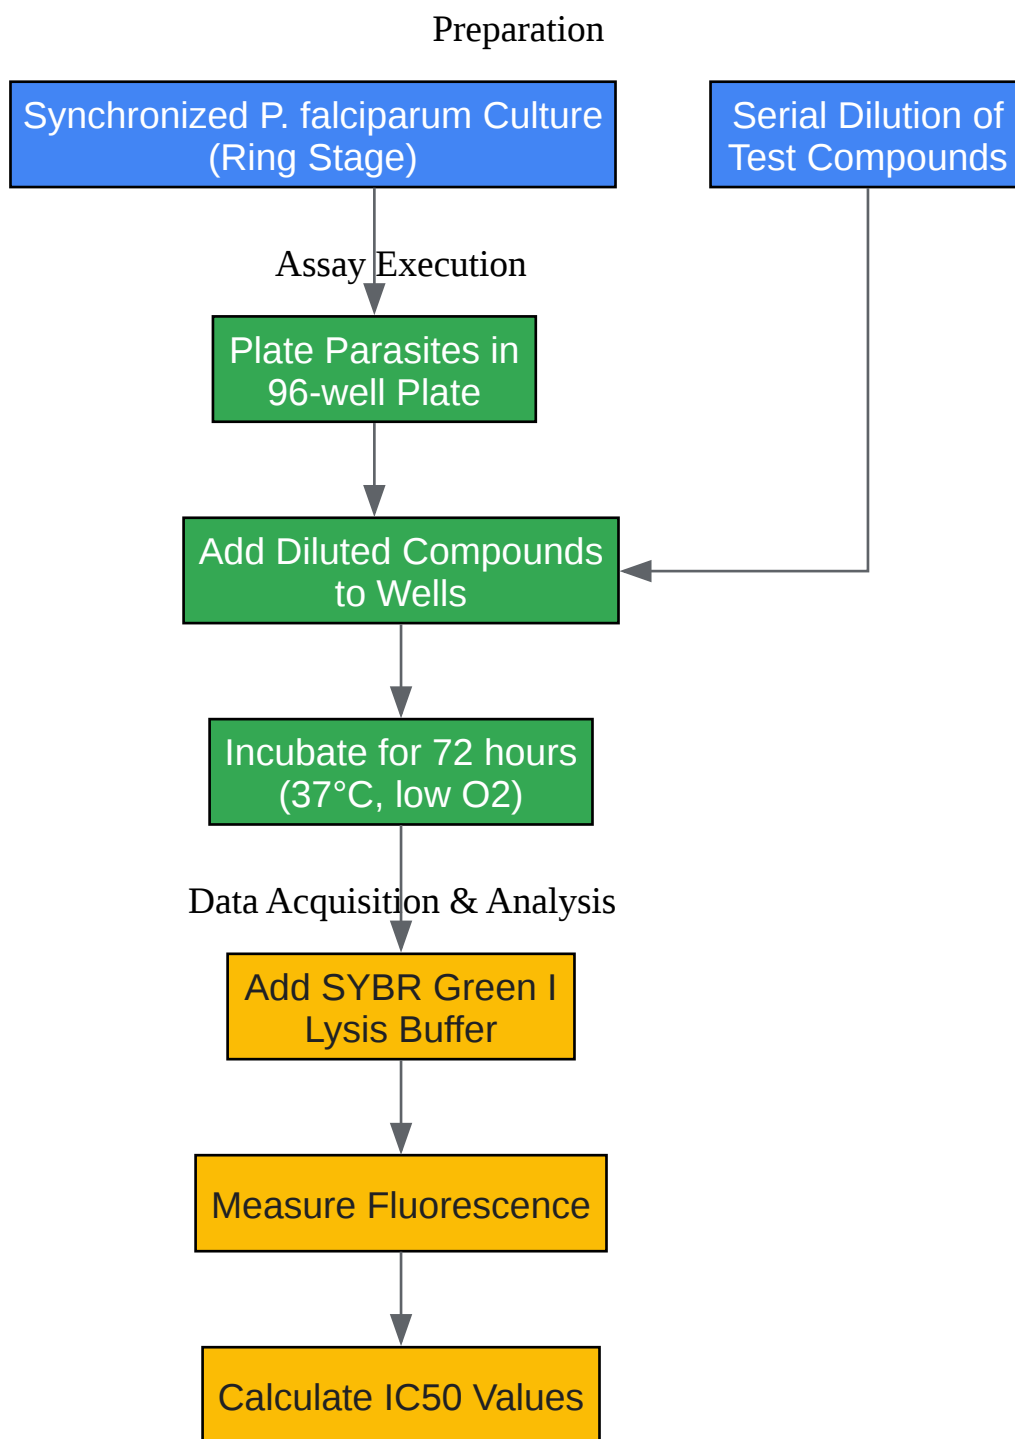 Preparation
Synchronized P. falciparum Culture
(Ring Stage)
Serial Dilution of
Test Compounds
Assay Execution
Plate Parasites in
96-well Plate
Add Diluted Compounds
to Wells
Incubate for 72 hours
(37°C, low O2)
Data Acquisition & Analysis
Add SYBR Green I
Lysis Buffer
Measure Fluorescence
Calculate IC50 Values